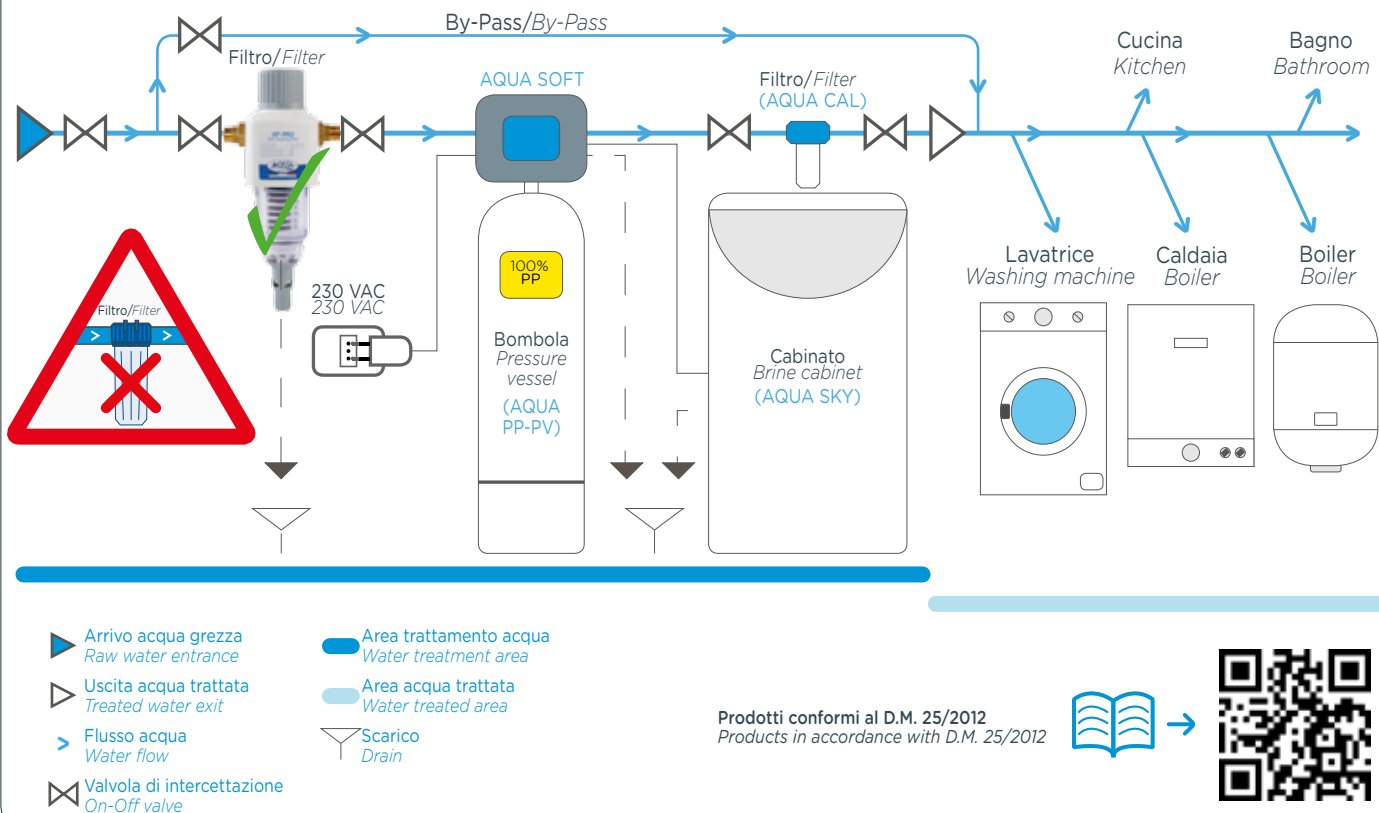 By-Pass/By-Pass
Filtro/Filter
AQUA SOFT
Filtro/Filter
(AQUA CAL)
Cucina
Kitchen
Bagno
Bathroom
Filtro/Filter
230 VAC
230 VAC
100%
PP
Bombola
Pressure
vessel
(AQUA
PP-PV)
Cabinato
Brine cabinet
(AQUA SKY)
Lavatrice
Washing machine
Caldaia
Boiler
Boiler
Boiler
Arrivo acqua grezza
Raw water entrance
Uscita acqua trattata
Treated water exit
Flusso acqua
Water flow
Valvola di intercettazione
On-Off valve
Area trattamento acqua
Water treatment area
Area acqua trattata
Water treated area
Scarico
Drain
Prodotti conformi al D.M. 25/2012
Products in accordance with D.M. 25/2012